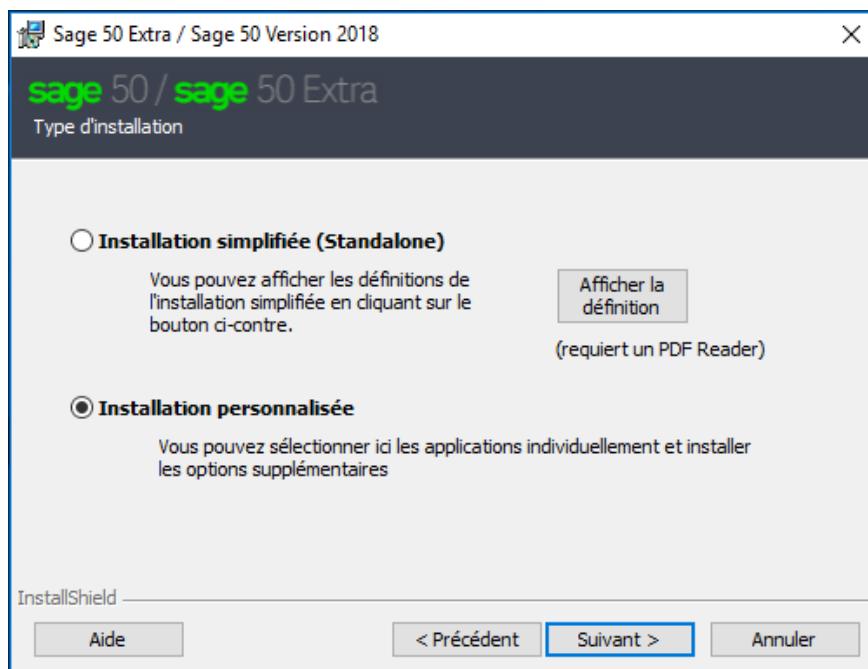 Sage 50 Extra / Sage 50 Version 2018
sage 50 / sage 50 Extra
Type d'installation
Installation simplifiée (Standalone)
Vous pouvez afficher les définitions de
l'installation simplifiée en cliquant sur le
bouton ci-contre.
Afficher la
définition
(requiert un PDF Reader)
Installation personnalisée
Vous pouvez sélectionner ici les applications individuellement et installer
les options supplémentaires
InstallShield
Aide
< Précédent
Suivant >
Annuler